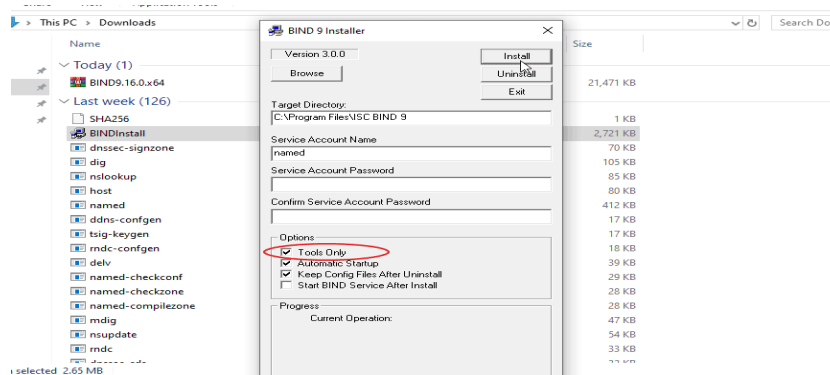 This PC > Downloads
Search Do
Name
Size
Today (1)
BIND9.16.0.x64
21,471 KB
Last week (126)
SHA256
1 KB
BINDInstall
2,721 KB
dnssec-signzone
70 KB
dig
105 KB
nslookup
85 KB
host
80 KB
named
412 KB
ddns-confgen
17 KB
tsig-keygen
17 KB
rndc-confgen
18 KB
delv
39 KB
named-checkconf
29 KB
named-checkzone
28 KB
named-compilezone
28 KB
mdig
47 KB
nsupdate
54 KB
rndc
33 KB
selected 2.65 MB
BIND 9 Installer
Version 3.0.0
Install
Browse
Uninstall
Exit
Target Directory:
C:\Program Files\ISC BIND 9
Service Account Name
named
Service Account Password
Confirm Service Account Password
Options
Tools Only
Automatic Startup
Keep Config Files After Uninstall
Start BIND Service After Install
Progress
Current Operation: